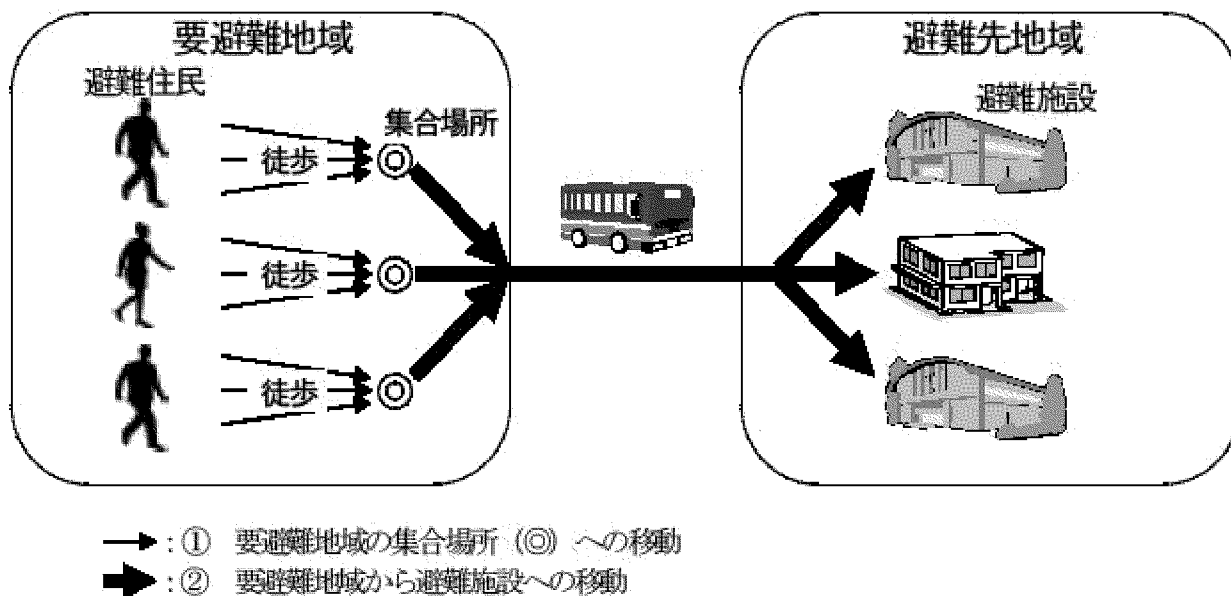 要避難地域
避難先地域
避難住民
避難施設
集合場所
徒歩
◎
徒歩
◎
徒歩
◎
：① 要避難地域の集合場所（◎）への移動
：② 要避難地域から避難施設への移動